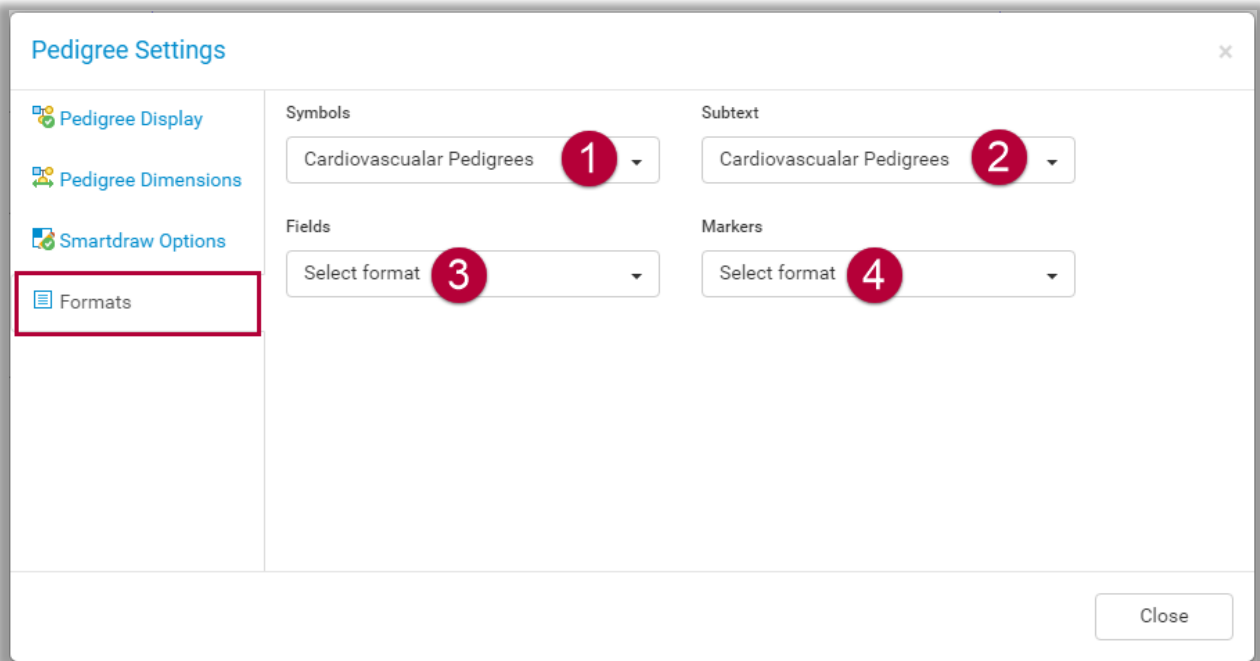 Pedigree Settings
×
Pedigree Display
Pedigree Dimensions
Smartdraw Options
Formats
Symbols
Cardiovascualar Pedigrees
1
Subtext
Cardiovascualar Pedigrees
2
Fields
Select format
3
Markers
Select format
4
Close